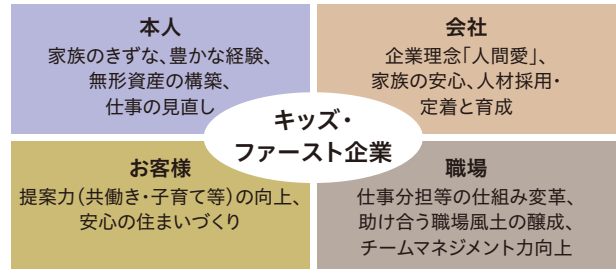 本人
家族のきずな、豊かな経験、
無形資産の構築、
仕事の見直し
会社
企業理念「人間愛」、
家族の安心、人材採用・
定着と育成
キッズ・
ファースト企業
お客様
提案力(共働き・子育て等)の向上、
安心の住まいづくり
職場
仕事分担等の仕組み変革、
助け合う職場風土の醸成、
チームマネジメント力向上